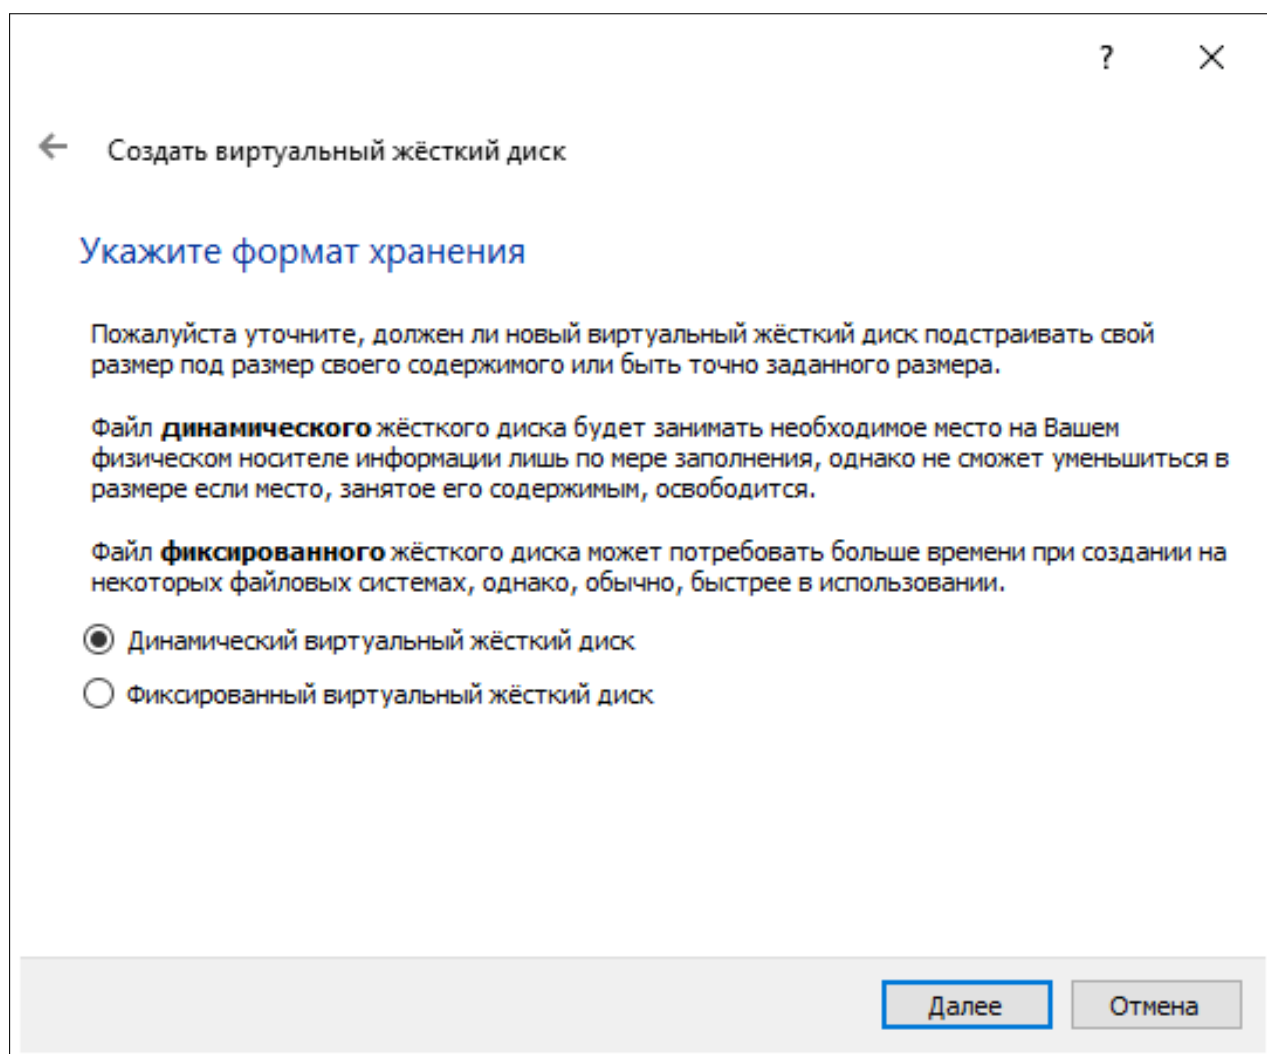 ?
Создать виртуальный жёсткий диск
Укажите формат хранения
Пожалуйста уточните, должен ли новый виртуальный жёсткий диск подстраивать свой
размер под размер своего содержимого или быть точно заданного размера.
Файл динамического жёсткого диска будет занимать необходимое место на Вашем
физическом носителе информации лишь по мере заполнения, однако не сможет уменьшиться в
размере если место, занятое его содержимым, освободится.
Файл фиксированного жёсткого диска может потребовать больше времени при создании на
некоторых файловых системах, однако, обычно, быстрее в использовании.
Динамический виртуальный жёсткий диск
Фиксированный виртуальный жёсткий диск
Далее
Отмена